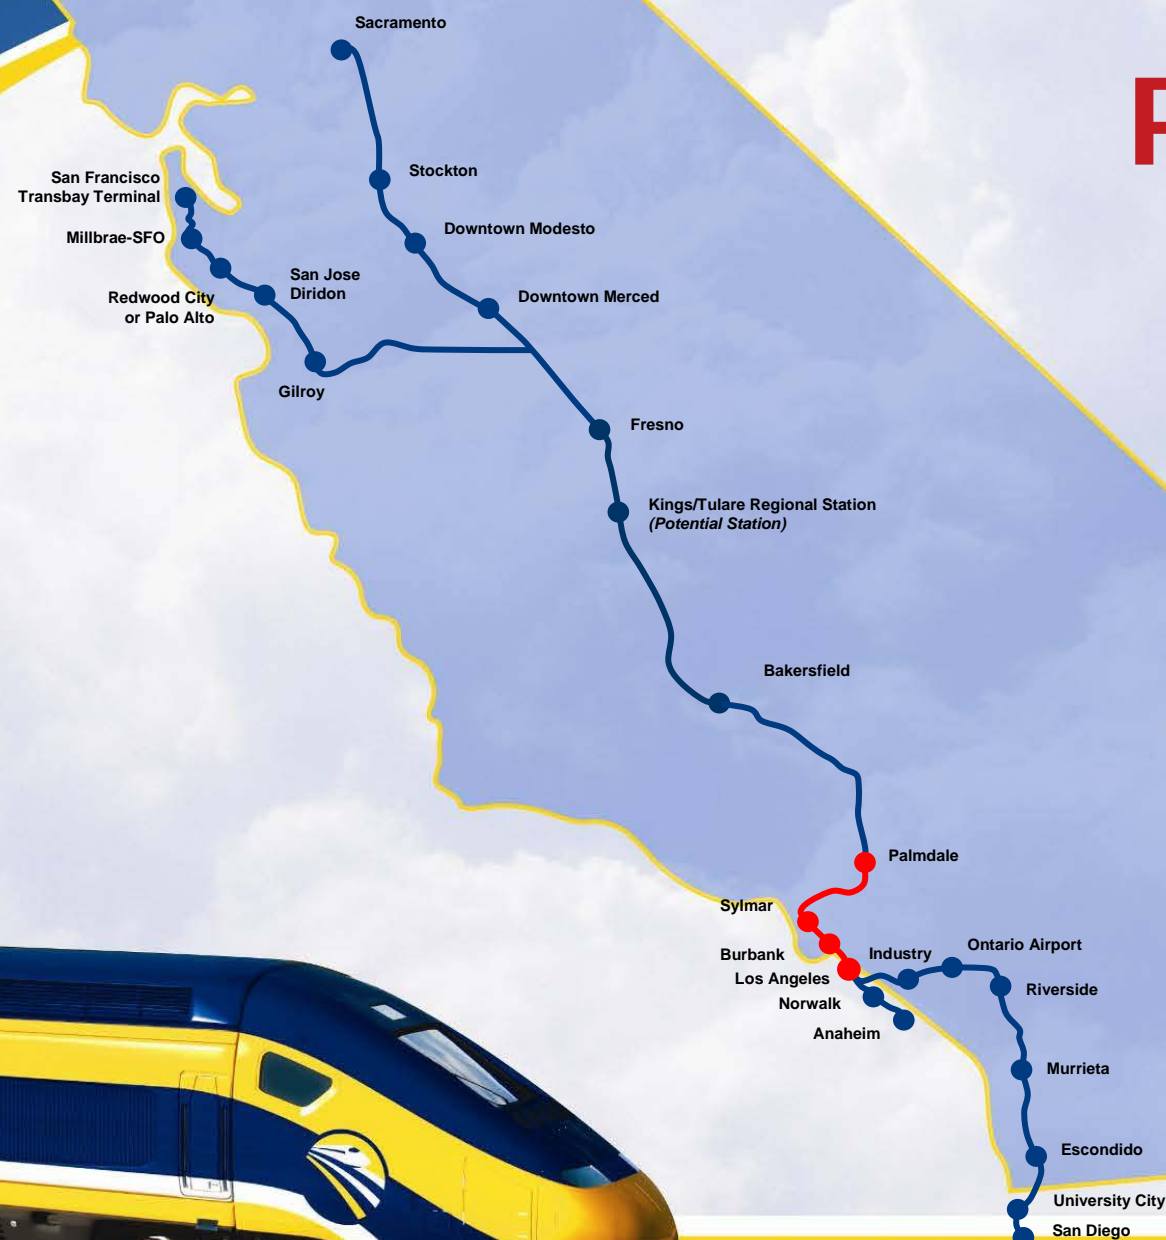 Sacramento
P
Stockton
San Francisco
Transbay Terminal
Downtown Modesto
Millbrae-SFO
San Jose
Diridon
Redwood City
or Palo Alto
Downtown Merced
Gilroy
Fresno
Kings/Tulare Regional Station
(Potential Station)
Bakersfield
Palmdale
Sylmar
Burbank
Industry
Ontario Airport
Los Angeles
Riverside
Norwalk
Anaheim
Murrieta
Escondido
University City
San Diego